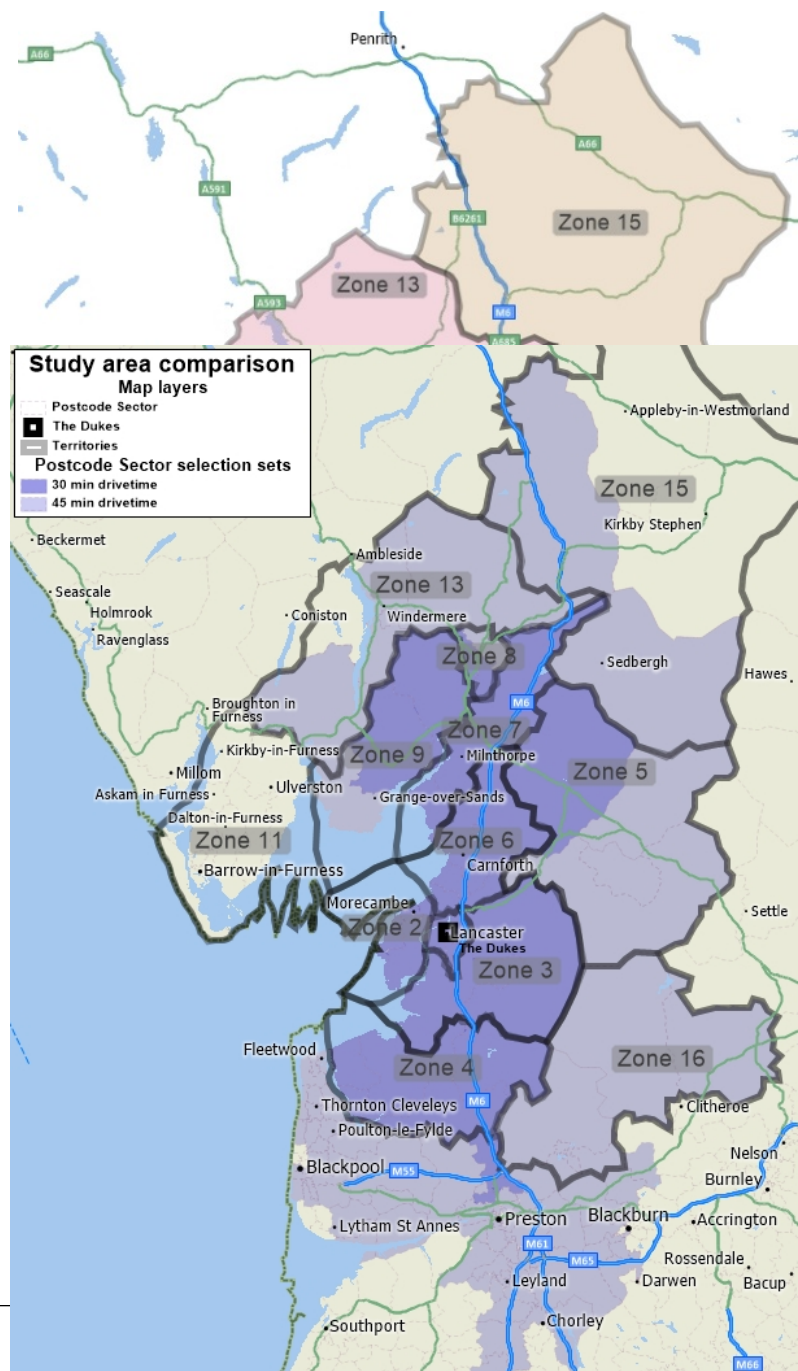 Penrith
A66
A66
A591
B6261
Zone 15
Zone 13
A593
M6
A685
Study area comparison
Map layers
Postcode Sector
The Dukes
Territories
Postcode Sector selection sets
30 min drivetime
45 min drivetime
Appleby-in-Westmorland
Zone 15
Kirkby Stephen
Beckermet
Ambleside
Zone 13
Seascale
Holmrook
Ravenglass
Coniston
Windermere
Zone 8
Sedbergh
Hawes
M6
Broughton in
Furness
Zone 7
Kirkby-in-Furness
Zone 9
Milnthorpe
Millom
Zone 5
Askam in Furness
Ulverston
Grange-over-Sands
Dalton-in-Furness
Zone 11
Zone 6
Carnforth
Barrow-in-Furness
Morecambe
Settle
Zone 2
Lancaster
The Dukes
Zone 3
Fleetwood
Zone 4
Zone 16
M6
Thornton Cleveleys
Clitheroe
Poulton-le-Fylde
Nelson
Blackpool
M55
Burnley
Lytham St Annes
Preston
Blackburn
Accrington
M61
M65
Rossendale
Leyland
Darwen
Bacup
Chorley
Southport
M66